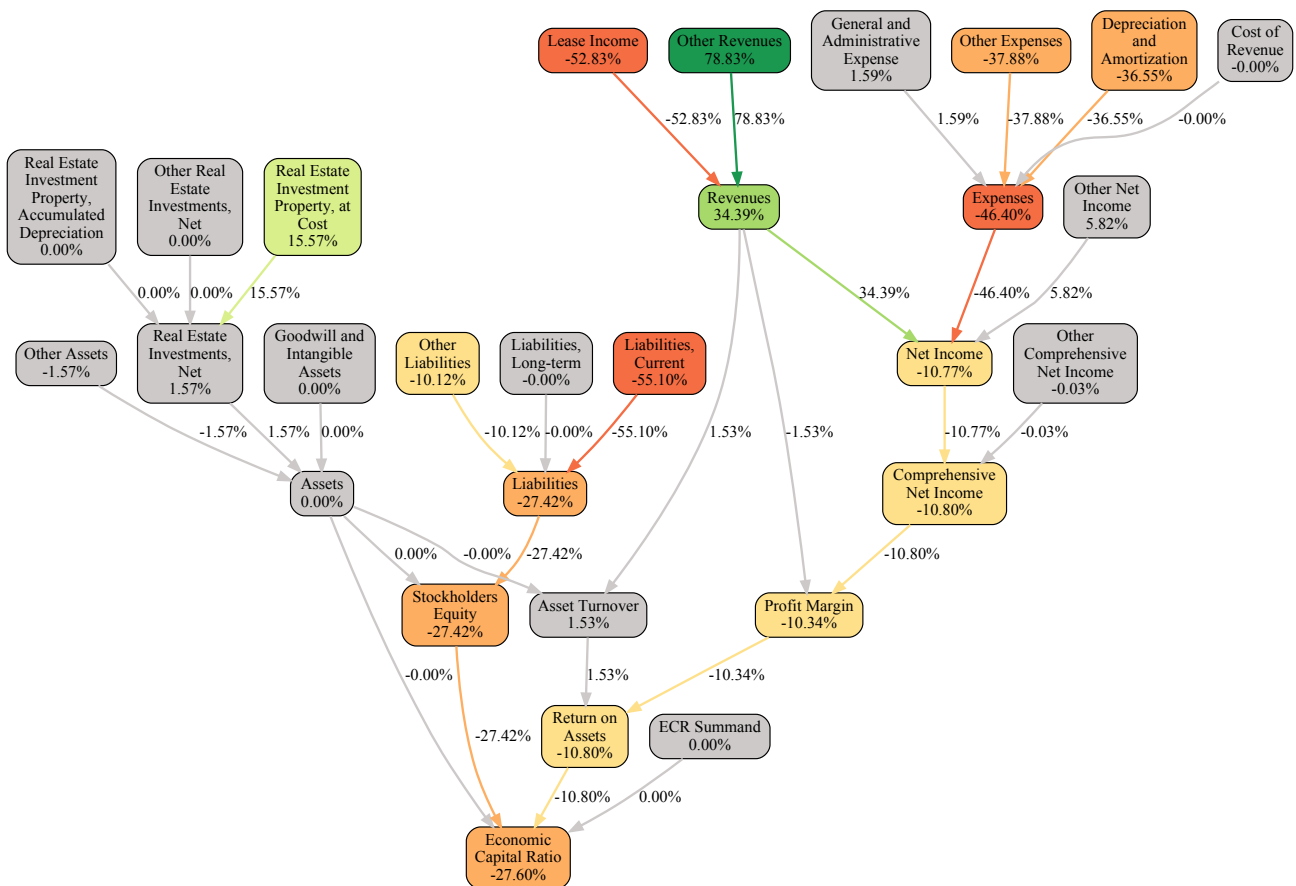 Lease Income
-52.83%
Other Revenues
78.83%
General and
Administrative
Expense
1.59%
Other Expenses
-37.88%
Depreciation
and
Amortization
-36.55%
Cost of
Revenue
-0.00%
-52.83%
78.83%
1.59%
-37.88%
-36.55%
-0.00%
Real Estate
Investment
Property,
Accumulated
Depreciation
0.00%
Other Real
Estate
Investments,
Net
0.00%
Real Estate
Investment
Property, at
Cost
15.57%
Revenues
34.39%
Expenses
-46.40%
Other Net
Income
5.82%
0.00%
0.00%
15.57%
34.39%
-46.40%
5.82%
Other Assets
-1.57%
Real Estate
Investments,
Net
1.57%
Goodwill and
Intangible
Assets
0.00%
Other
Liabilities
-10.12%
Liabilities,
Long-term
-0.00%
Liabilities,
Current
-55.10%
Net Income
-10.77%
Other
Comprehensive
Net Income
-0.03%
-1.57%
1.57%
0.00%
-10.12%
-0.00%
-55.10%
1.53%
-1.53%
-10.77%
-0.03%
Assets
0.00%
Liabilities
-27.42%
Comprehensive
Net Income
-10.80%
0.00%
-0.00%
-27.42%
-10.80%
Stockholders
Equity
-27.42%
Asset Turnover
1.53%
Profit Margin
-10.34%
-0.00%
1.53%
-10.34%
Return on
Assets
-10.80%
ECR Summand
0.00%
-27.42%
-10.80%
0.00%
Economic
Capital Ratio
-27.60%